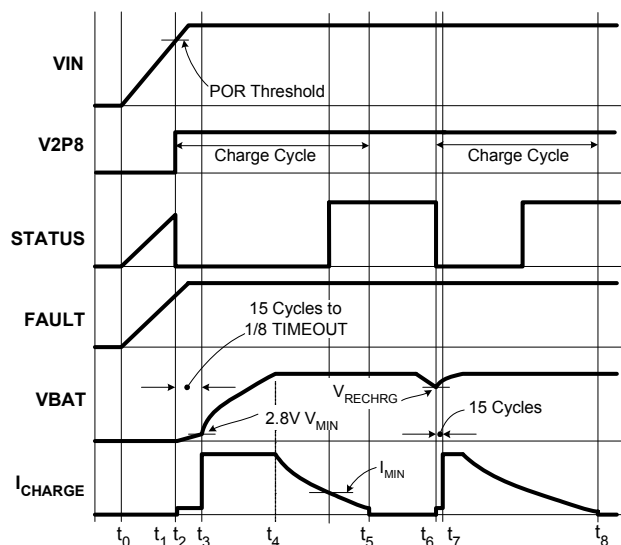 VIN
POR Threshold
V2P8
Charge Cycle
Charge Cycle
STATUS
FAULT
15 Cycles to
1/8 TIMEOUT
VBAT
VRECHRG
2.8V VMIN
15 Cycles
ICHARGE
IMIN
t0 t1 t2 t3 t4 t5 t6 t7 t8